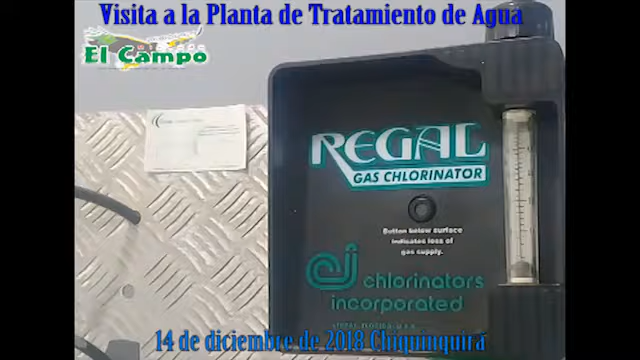 Visita a la Planta de Tratamiento de Agua
El Campo
REGAL
GAS CHLORINATOR
Button below surface
indicates loss of
gas supply.
chlorinators
incorporated
14 de diciembre de 2018 Chiquinquirá